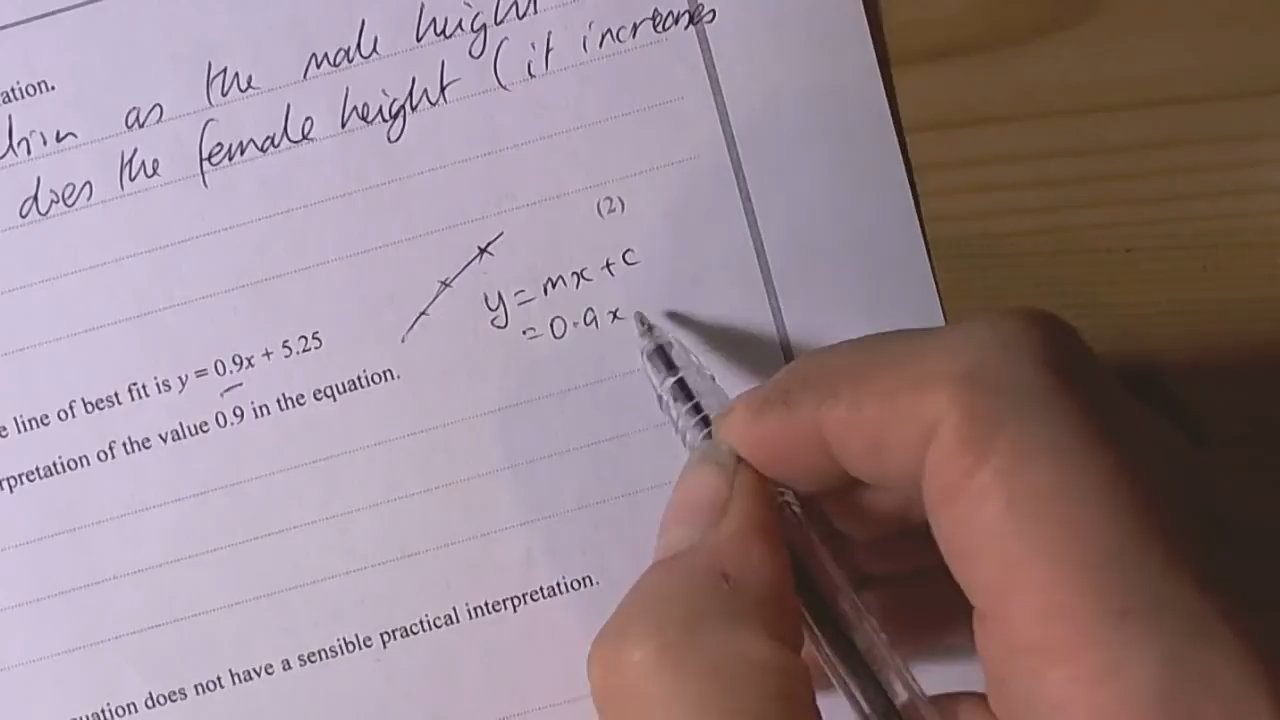 ation.
as the male height
does the female height (it increases
(2)
y = mx + c
= 0.9x
e line of best fit is y = 0.9x + 5.25
rpretation of the value 0.9 in the equation.
uation does not have a sensible practical interpretation.